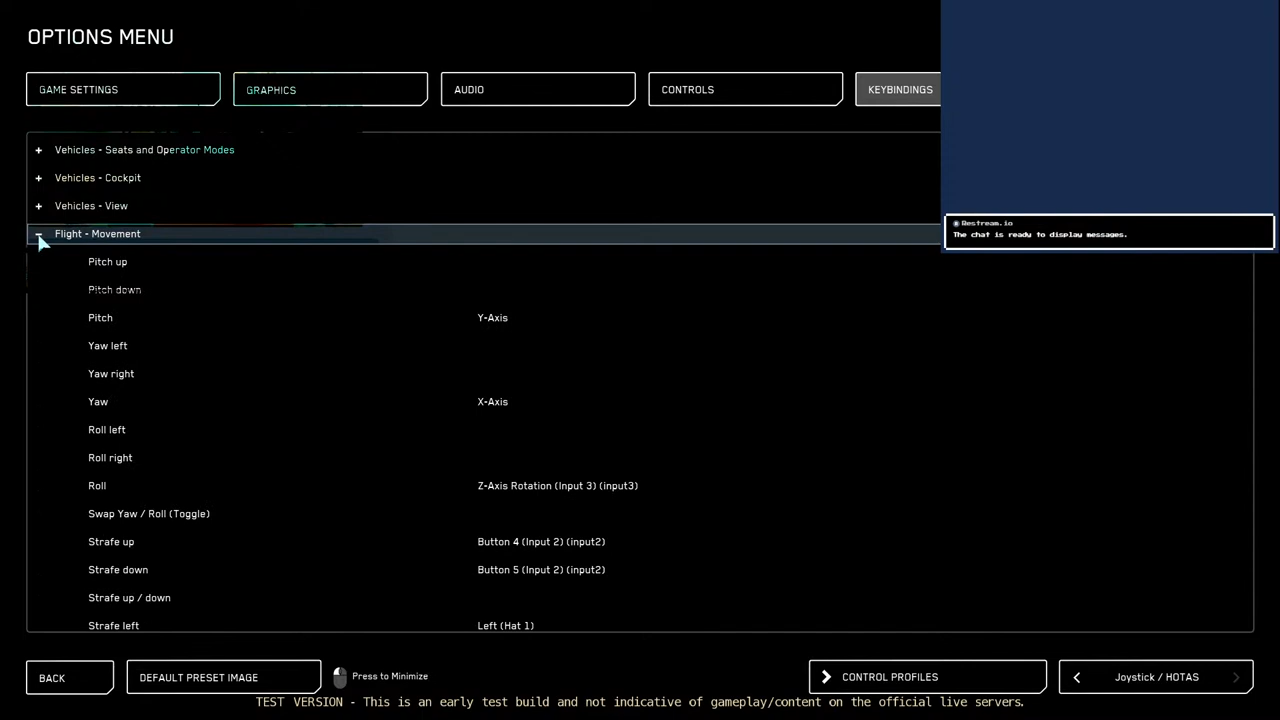 OPTIONS MENU
GAME SETTINGS
GRAPHICS
AUDIO
CONTROLS
KEYBINDINGS
+ Vehicles - Seats and Operator Modes
+ Vehicles - Cockpit
+ Vehicles - View
Restream.io
The chat is ready to display messages.
- Flight - Movement
Pitch up
Pitch down
Pitch Y-Axis
Yaw left
Yaw right
Yaw X-Axis
Roll left
Roll right
Roll Z-Axis Rotation (Input 3) (input3)
Swap Yaw / Roll (Toggle)
Strafe up Button 4 (Input 2) (input2)
Strafe down Button 5 (Input 2) (input2)
Strafe up / down
Strafe left Left (Hat 1)
BACK
DEFAULT PRESET IMAGE
Press to Minimize
CONTROL PROFILES
Joystick / HOTAS
TEST VERSION - This is an early test build and not indicative of gameplay/content on the official live servers.